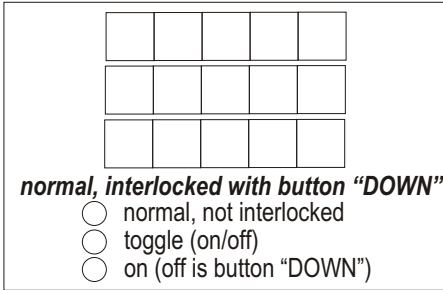 normal, interlocked with button “DOWN”
normal, not interlocked
toggle (on/off)
on (off is button “DOWN”)